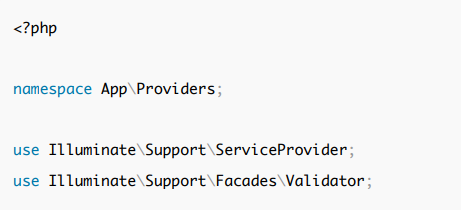 <?php
namespace App\Providers;
use Illuminate\Support\ServiceProvider;
use Illuminate\Support\Facades\Validator;